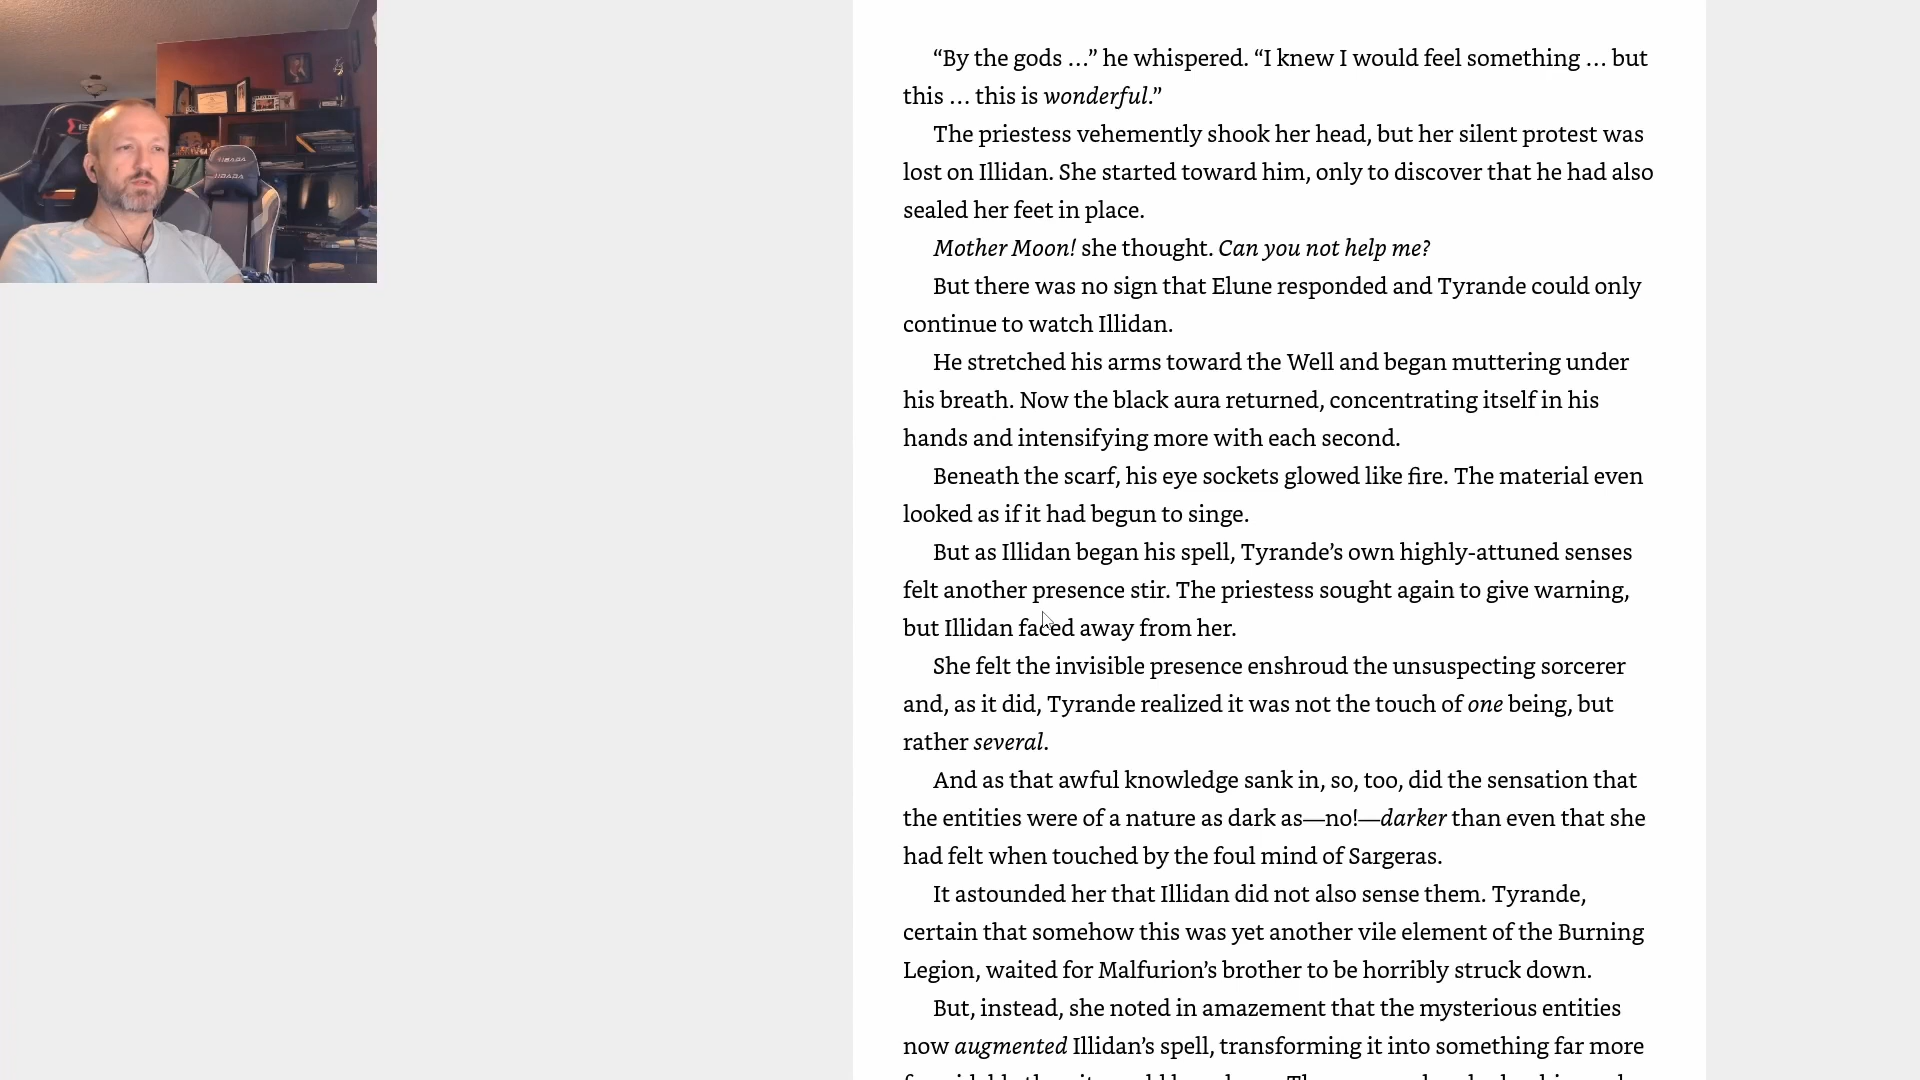 “By the gods …” he whispered. “I knew I would feel something … but
this … this is wonderful.”
The priestess vehemently shook her head, but her silent protest was
lost on Illidan. She started toward him, only to discover that he had also
sealed her feet in place.
Mother Moon! she thought. Can you not help me?
But there was no sign that Elune responded and Tyrande could only
continue to watch Illidan.
He stretched his arms toward the Well and began muttering under
his breath. Now the black aura returned, concentrating itself in his
hands and intensifying more with each second.
Beneath the scarf, his eye sockets glowed like fire. The material even
looked as if it had begun to singe.
But as Illidan began his spell, Tyrande’s own highly-attuned senses
felt another presence stir. The priestess sought again to give warning,
but Illidan faced away from her.
She felt the invisible presence enshroud the unsuspecting sorcerer
and, as it did, Tyrande realized it was not the touch of one being, but
rather several.
And as that awful knowledge sank in, so, too, did the sensation that
the entities were of a nature as dark as—no!—darker than even that she
had felt when touched by the foul mind of Sargeras.
It astounded her that Illidan did not also sense them. Tyrande,
certain that somehow this was yet another vile element of the Burning
Legion, waited for Malfurion’s brother to be horribly struck down.
But, instead, she noted in amazement that the mysterious entities
now augmented Illidan’s spell, transforming it into something far more